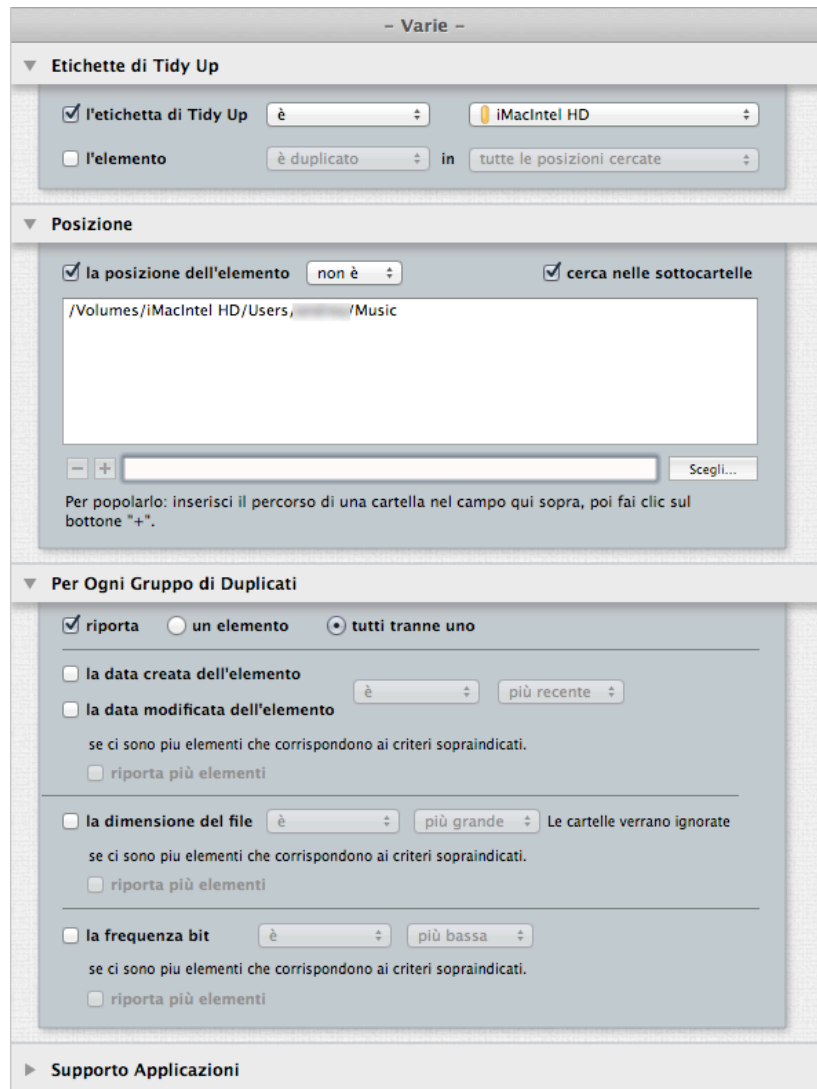 – Varie –
Etichette di Tidy Up
l'etichetta di Tidy Up è iMacIntel HD
l'elemento è duplicato in tutte le posizioni cercate
Posizione
la posizione dell'elemento non è cerca nelle sottocartelle
/Volumes/iMacIntel HD/Users/ /Music
Scegli...
Per popolarlo: inserisci il percorso di una cartella nel campo qui sopra, poi fai clic sul
bottone "+".
Per Ogni Gruppo di Duplicati
riporta un elemento tutti tranne uno
la data creata dell'elemento
è più recente
la data modificata dell'elemento
se ci sono piu elementi che corrispondono ai criteri sopraindicati.
riporta più elementi
la dimensione del file è più grande Le cartelle verrano ignorate
se ci sono piu elementi che corrispondono ai criteri sopraindicati.
riporta più elementi
la frequenza bit è più bassa
se ci sono piu elementi che corrispondono ai criteri sopraindicati.
riporta più elementi
Supporto Applicazioni